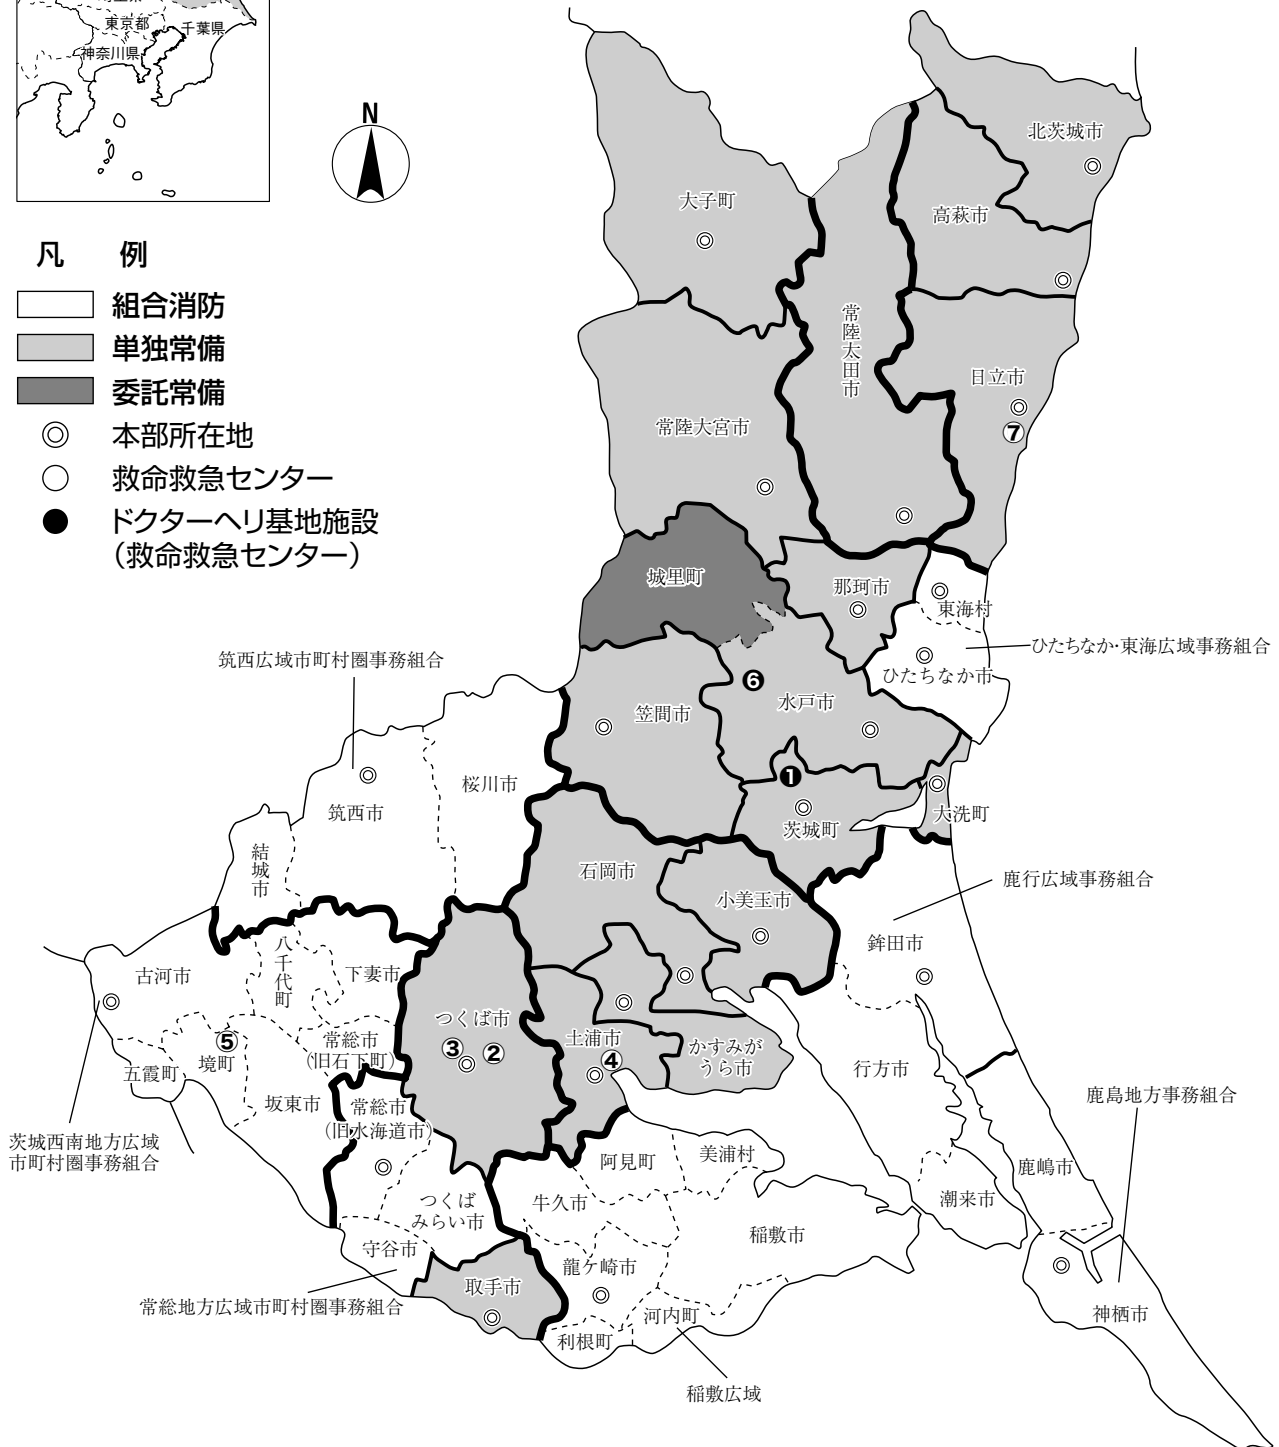 東京都
千葉県
神奈川県
N
凡 例
組合消防
単独常備
委託常備
本部所在地
救命救急センター
ドクターヘリ基地施設
（救命救急センター）
北茨城市
大子町
高萩市
常陸太田市
日立市
⑦
常陸大宮市
城里町
那珂市
東海村
ひたちなか・東海広域事務組合
ひたちなか市
筑西広域市町村圏事務組合
❻
水戸市
笠間市
桜川市
❶
筑西市
茨城町
大洗町
結城市
石岡市
小美玉市
鹿行広域事務組合
鉾田市
八千代町
古河市
下妻市
つくば市
③
②
土浦市
④
かすみが
うら市
⑤
境町
常総市
（旧石下町）
五霞町
坂東市
行方市
常総市
（旧水海道市）
鹿島地方事務組合
茨城西南地方広域
市町村圏事務組合
阿見町
美浦村
鹿嶋市
潮来市
牛久市
つくば
みらい市
稲敷市
守谷市
龍ケ崎市
取手市
常総地方広域市町村圏事務組合
河内町
神栖市
利根町
稲敷広域